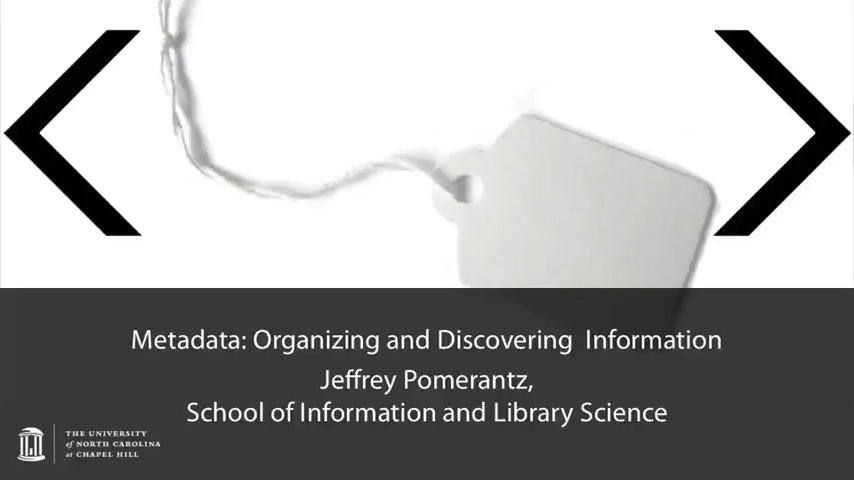 Metadata: Organizing and Discovering  Information
Jeffrey Pomerantz,
School of Information and Library Science
THE UNIVERSITY
of NORTH CAROLINA
at CHAPEL HILL